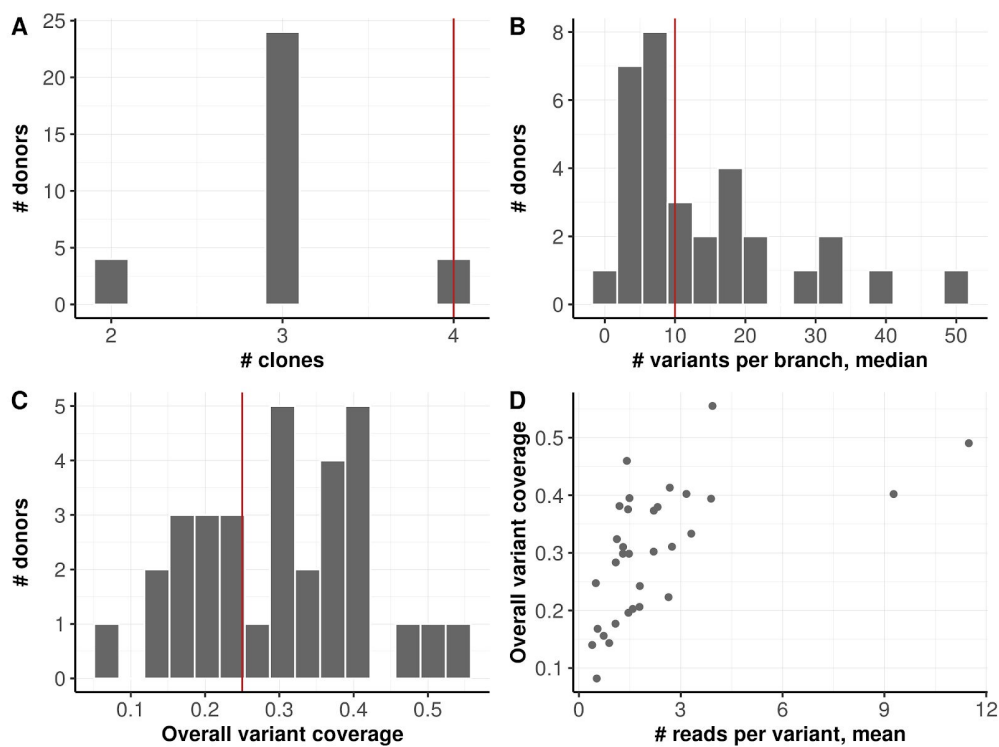 A
25
20
15
10
5
0
# donors
2 3 4
# clones
B
8
6
4
2
0
# donors
0 10 20 30 40 50
# variants per branch, median
C
5
4
3
2
1
0
# donors
0.1 0.2 0.3 0.4 0.5
Overall variant coverage
D
0.5
0.4
0.3
0.2
0.1
Overall variant coverage
0 3 6 9 12
# reads per variant, mean